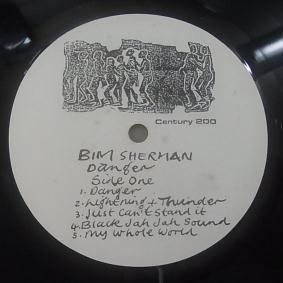 Century 200
BIM SHERMAN
Danger
Side One
1. Danger
2. Lightning + Thunder
3. Just Can't Stand it
4. Black Jah Jah Sound
5. My Whole World